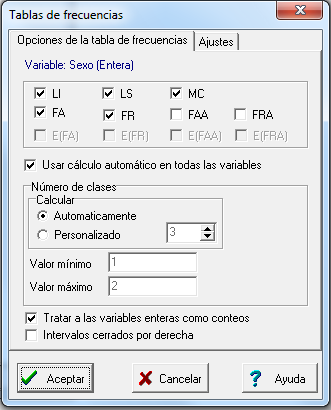 Tablas de frecuencias
Opciones de la tabla de frecuencias Ajustes
Variable: Sexo (Entera)
LI LS MC
FA FR FAA FRA
E(FA) E(FR) E(FAA) E(FRA)
Usar cálculo automático en todas las variables
Número de clases
Calcular
Automaticamente
Personalizado 3
Valor mínimo 1
Valor máximo 2
Tratar a las variables enteras como conteos
Intervalos cerrados por derecha
Aceptar Cancelar ? Ayuda